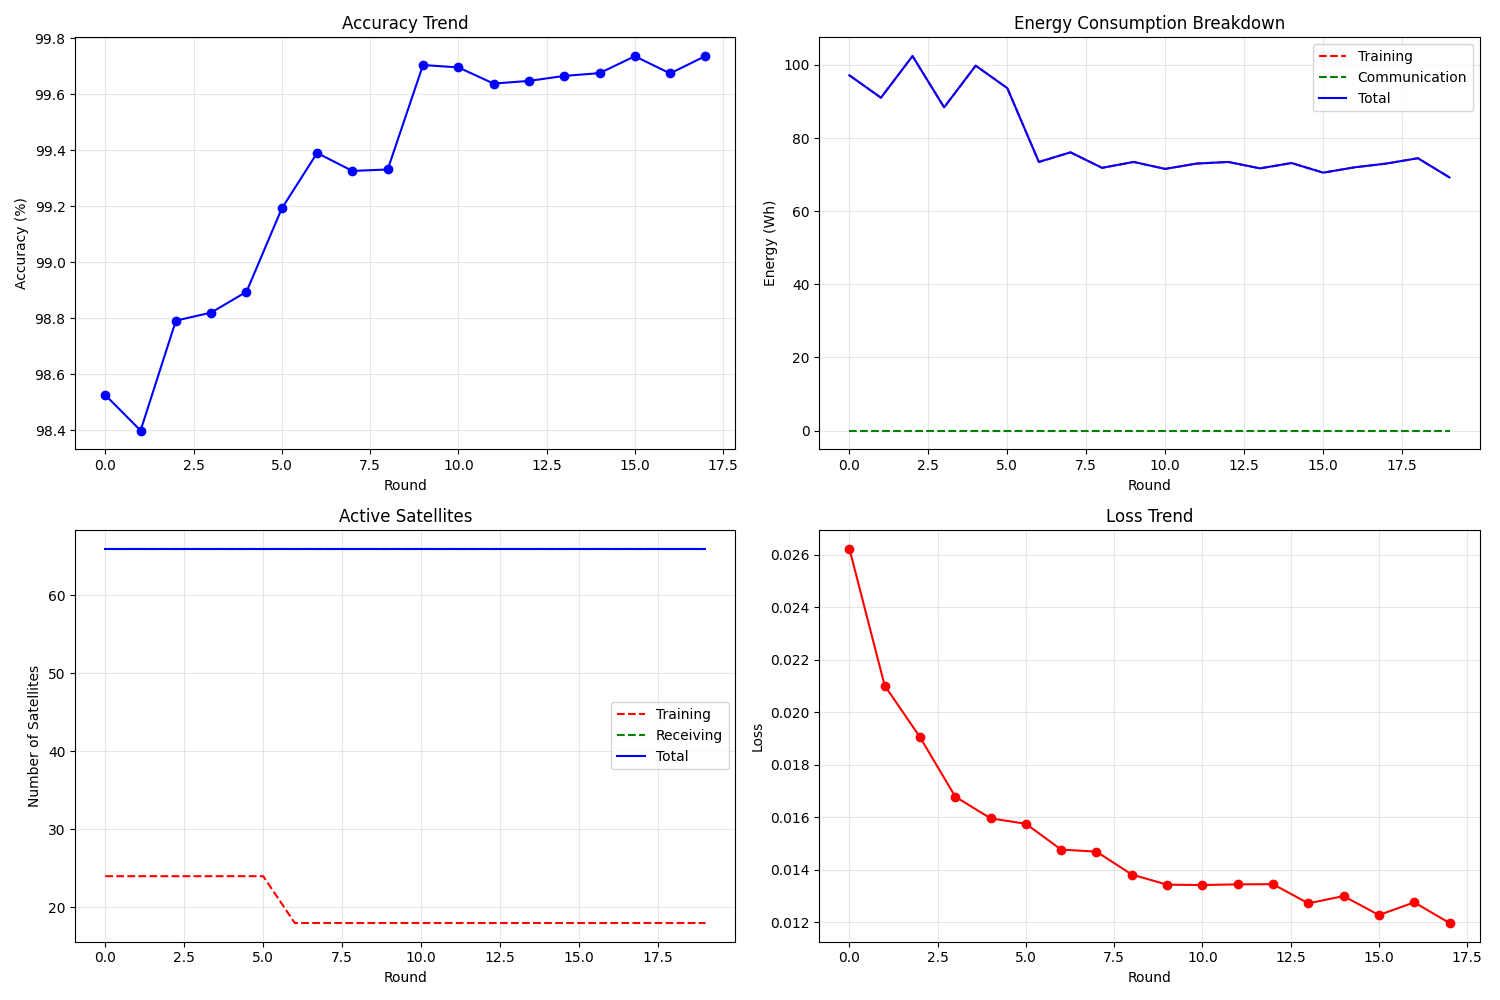 Accuracy Trend
99.8
99.6
99.4
99.2
99.0
98.8
98.6
98.4
Accuracy (%)
0.0 2.5 5.0 7.5 10.0 12.5 15.0 17.5
Round
Energy Consumption Breakdown
Training
Communication
Total
100
80
60
40
20
0
Energy (Wh)
0.0 2.5 5.0 7.5 10.0 12.5 15.0 17.5
Round
Active Satellites
60
50
40
30
20
Number of Satellites
Training
Receiving
Total
0.0 2.5 5.0 7.5 10.0 12.5 15.0 17.5
Round
Loss Trend
0.026
0.024
0.022
0.020
0.018
0.016
0.014
0.012
Loss
0.0 2.5 5.0 7.5 10.0 12.5 15.0 17.5
Round